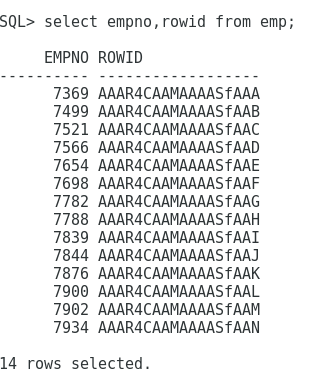 SQL> select empno,rowid from emp;
EMPNO ROWID
---------- ------------------
7369 AAAR4CAAMAAAASfAAA
7499 AAAR4CAAMAAAASfAAB
7521 AAAR4CAAMAAAASfAAC
7566 AAAR4CAAMAAAASfAAD
7654 AAAR4CAAMAAAASfAAE
7698 AAAR4CAAMAAAASfAAF
7782 AAAR4CAAMAAAASfAAG
7788 AAAR4CAAMAAAASfAAH
7839 AAAR4CAAMAAAASfAAI
7844 AAAR4CAAMAAAASfAAJ
7876 AAAR4CAAMAAAASfAAK
7900 AAAR4CAAMAAAASfAAL
7902 AAAR4CAAMAAAASfAAM
7934 AAAR4CAAMAAAASfAAN
14 rows selected.